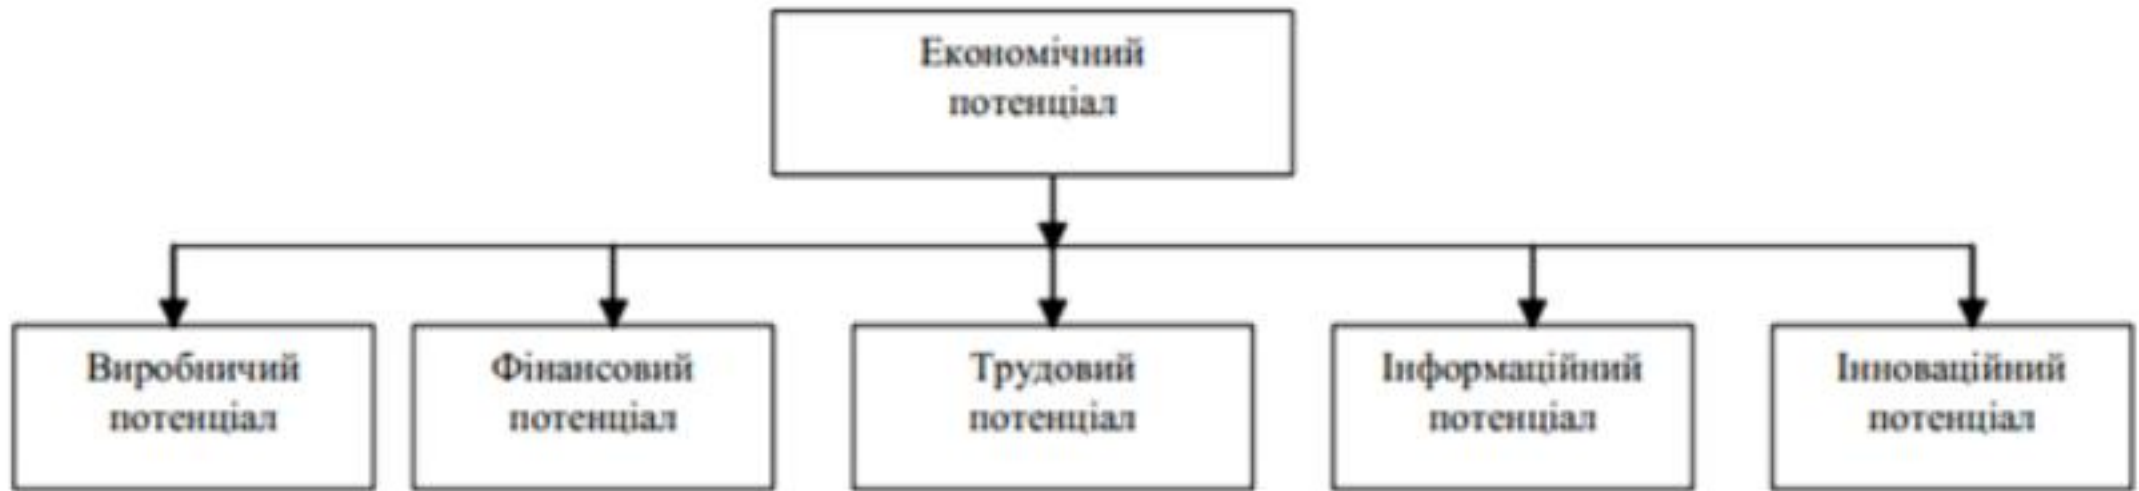 Економічний
потенціал
Виробничий
потенціал
Фінансовий
потенціал
Трудовий
потенціал
Інформаційний
потенціал
Інноваційний
потенціал